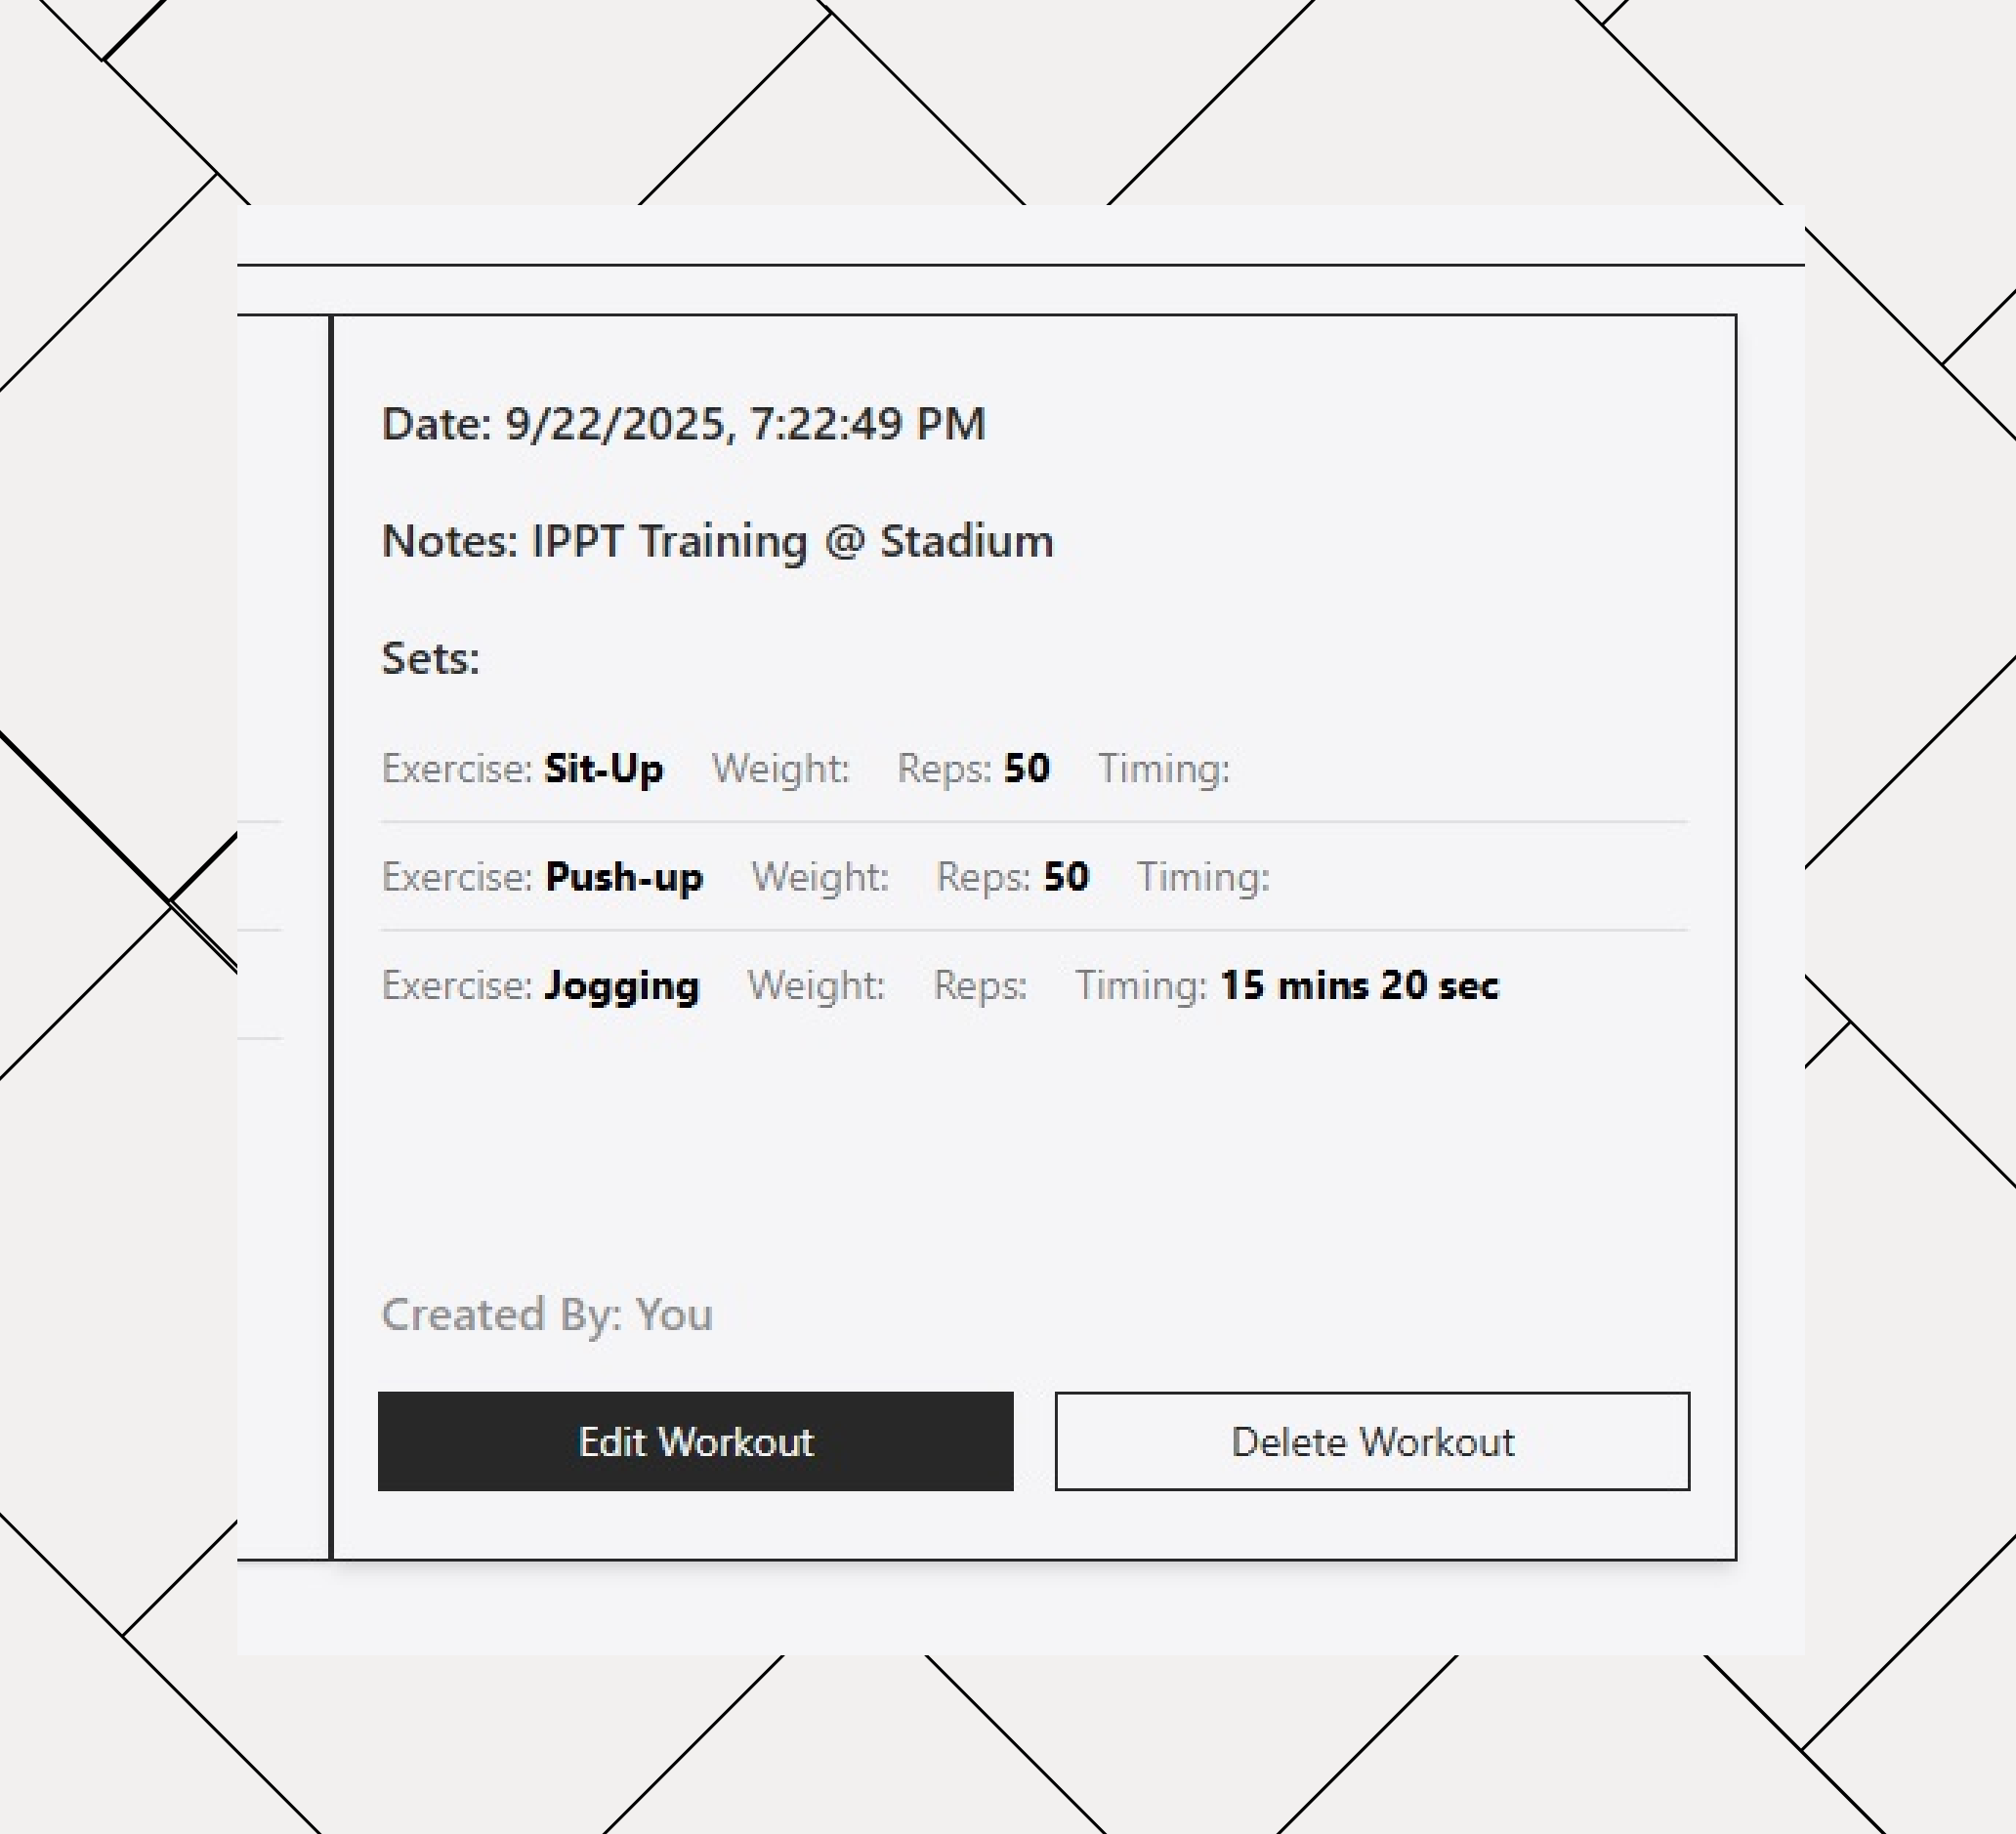 Date: 9/22/2025, 7:22:49 PM
Notes: IPPT Training @ Stadium
Sets:
Exercise: Sit-Up Weight: Reps: 50 Timing:
Exercise: Push-up Weight: Reps: 50 Timing:
Exercise: Jogging Weight: Reps: Timing: 15 mins 20 sec
Created By: You
Edit Workout Delete Workout